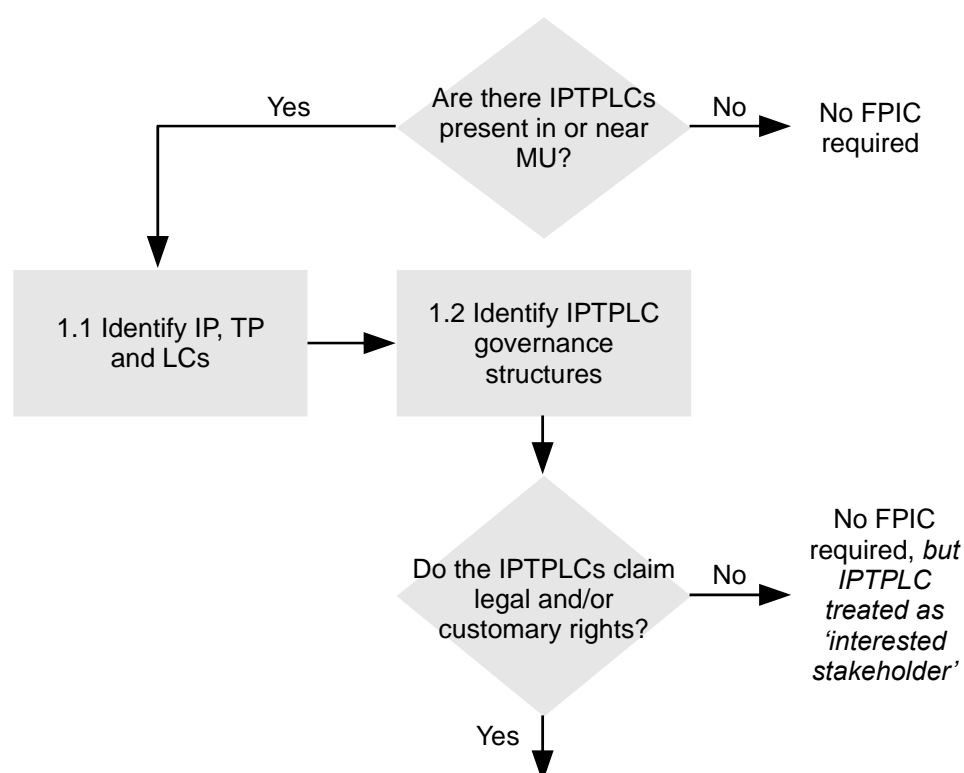 Are there IPTPLCs
present in or near
MU?
Yes
No
No FPIC
required
1.1 Identify IP, TP
and LCs
1.2 Identify IPTPLC
governance
structures
Do the IPTPLCs claim
legal and/or
customary rights?
No
No FPIC
required, but
IPTPLC
treated as
‘interested
stakeholder’
Yes